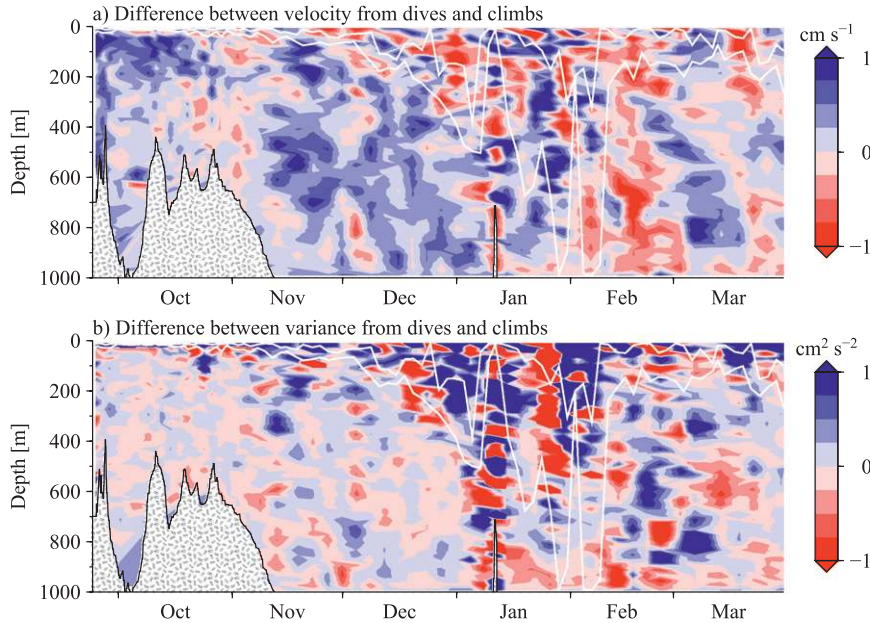 a) Difference between velocity from dives and climbs
cm s⁻¹
0
200
400
600
800
1000
Depth [m]
1
0
−1
Oct Nov Dec Jan Feb Mar
b) Difference between variance from dives and climbs
cm² s⁻²
0
200
400
600
800
1000
Depth [m]
1
0
−1
Oct Nov Dec Jan Feb Mar